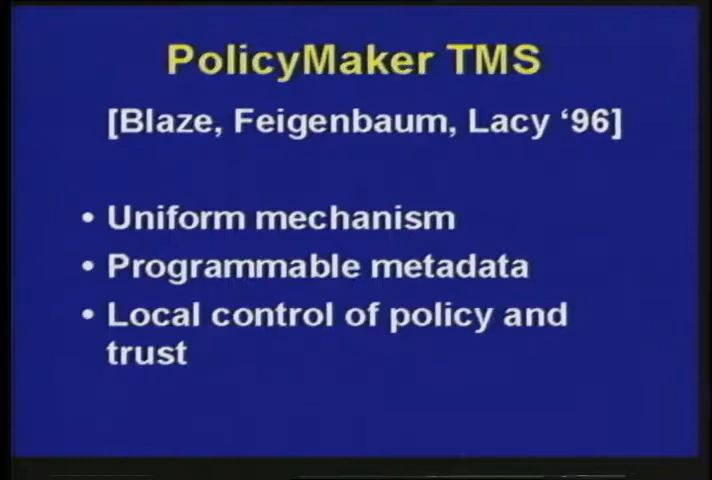 PolicyMaker TMS
[Blaze, Feigenbaum, Lacy ‘96]
• Uniform mechanism
• Programmable metadata
• Local control of policy and
trust